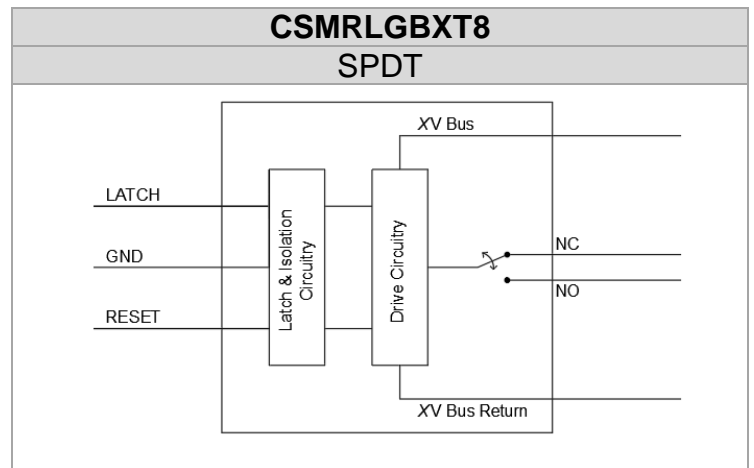 CSMRLGBXT8
SPDT
XV Bus
LATCH
GND
RESET
Latch & Isolation
Circuitry
Drive Circuitry
NC
NO
XV Bus Return